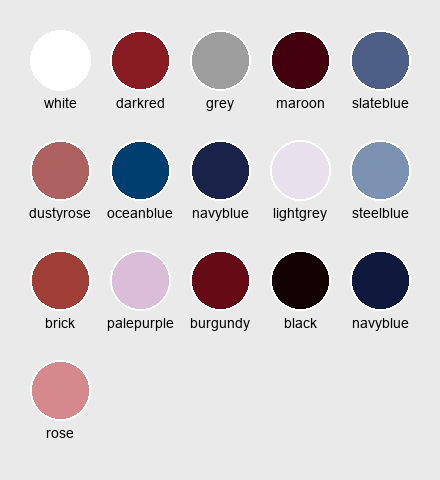 white darkred grey maroon slateblue
dustyrose oceanblue navyblue lightgrey steelblue
brick palepurple burgundy black navyblue
rose